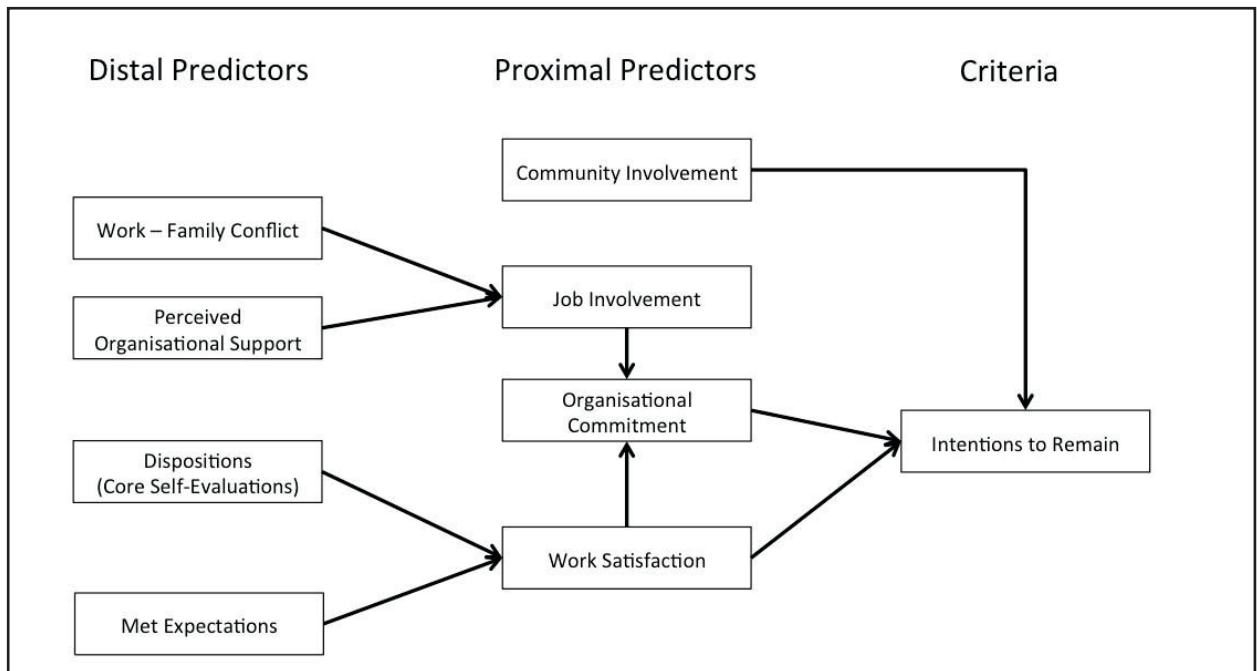 Distal Predictors
Proximal Predictors
Criteria
Community Involvement
Work – Family Conflict
Job Involvement
Perceived
Organisational Support
Organisational
Commitment
Intentions to Remain
Dispositions
(Core Self-Evaluations)
Work Satisfaction
Met Expectations